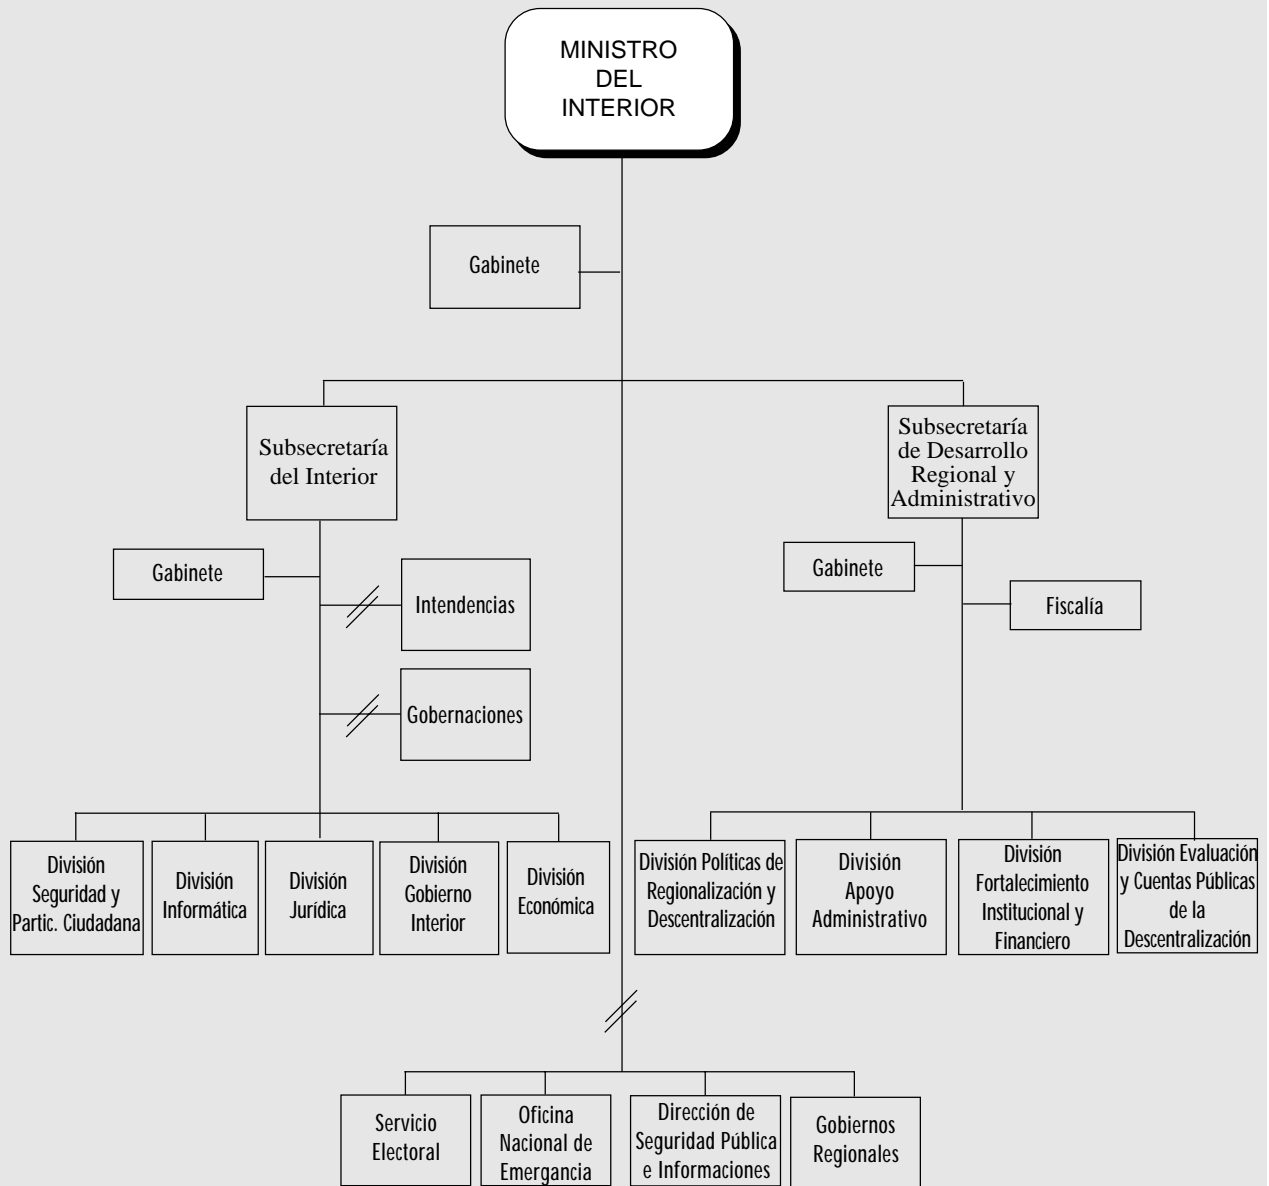 MINISTRO
DEL
INTERIOR
Gabinete
Subsecretaría
del Interior
Subsecretaría
de Desarrollo
Regional y
Administrativo
Gabinete
Intendencias
Gobernaciones
Gabinete
Fiscalía
División
Seguridad y
Partic. Ciudadana
División
Informática
División
Jurídica
División
Gobierno
Interior
División
Económica
División Políticas de
Regionalización y
Descentralización
División
Apoyo
Administrativo
División
Fortalecimiento
Institucional y
Financiero
División Evaluación
y Cuentas Públicas
de la
Descentralización
Servicio
Electoral
Oficina
Nacional de
Emergancia
Dirección de
Seguridad Pública
e Informaciones
Gobiernos
Regionales